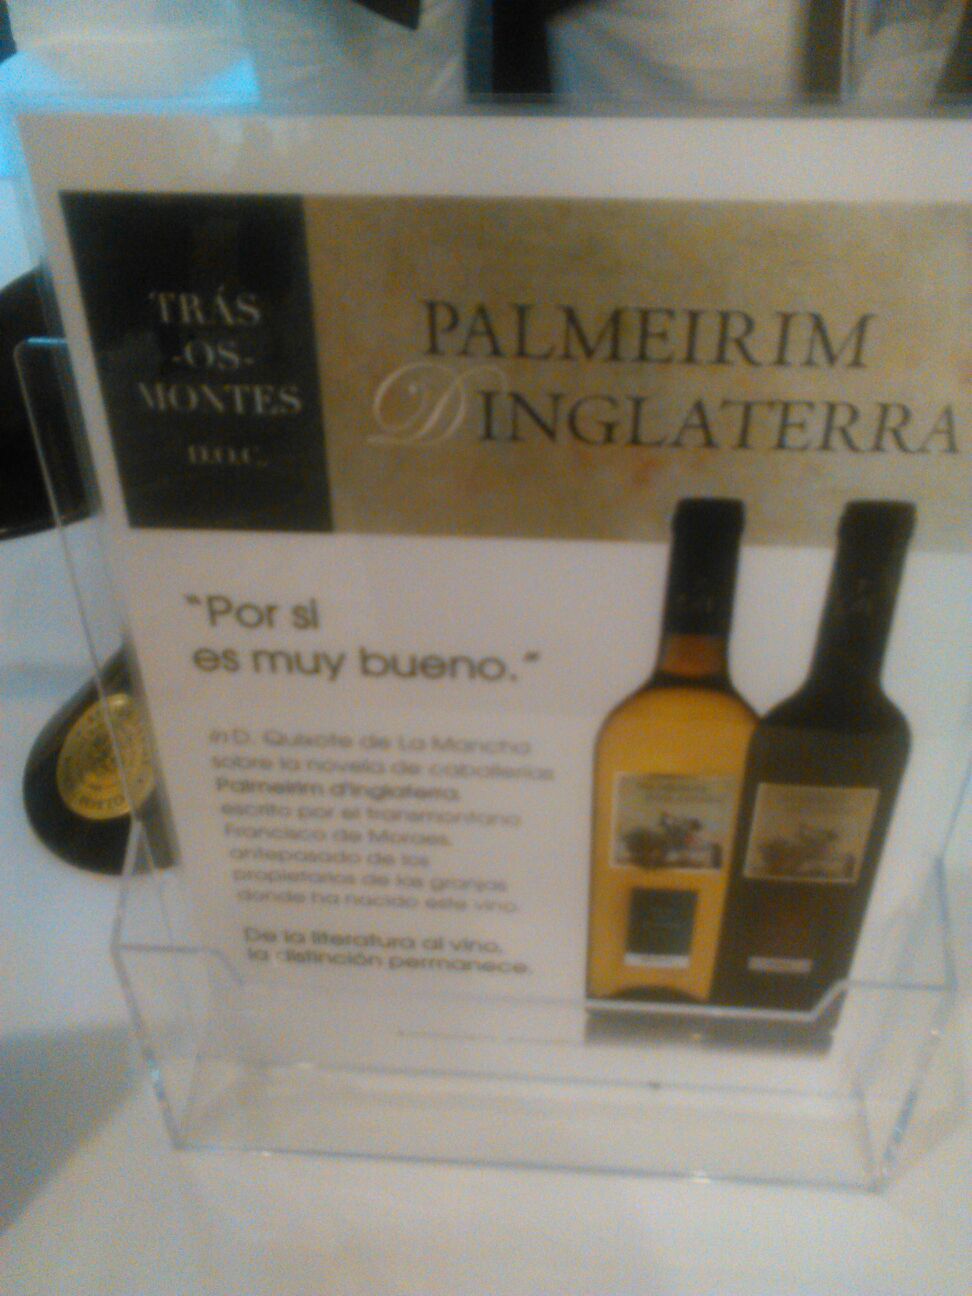 TRÁS
-OS-
MONTES
D.O.C.
PALMEIRIM
D'INGLATERRA
"Por si
es muy bueno."
in D. Quixote de La Mancha
sobre la novela de caballerias
Palmeirim d'Inglaterra,
escrito por el transmontano
Francisco de Moraes,
antepasado de los
propietarios de las granjas
donde ha nacido este vino.
De la literatura al vino,
la distinción permanece.